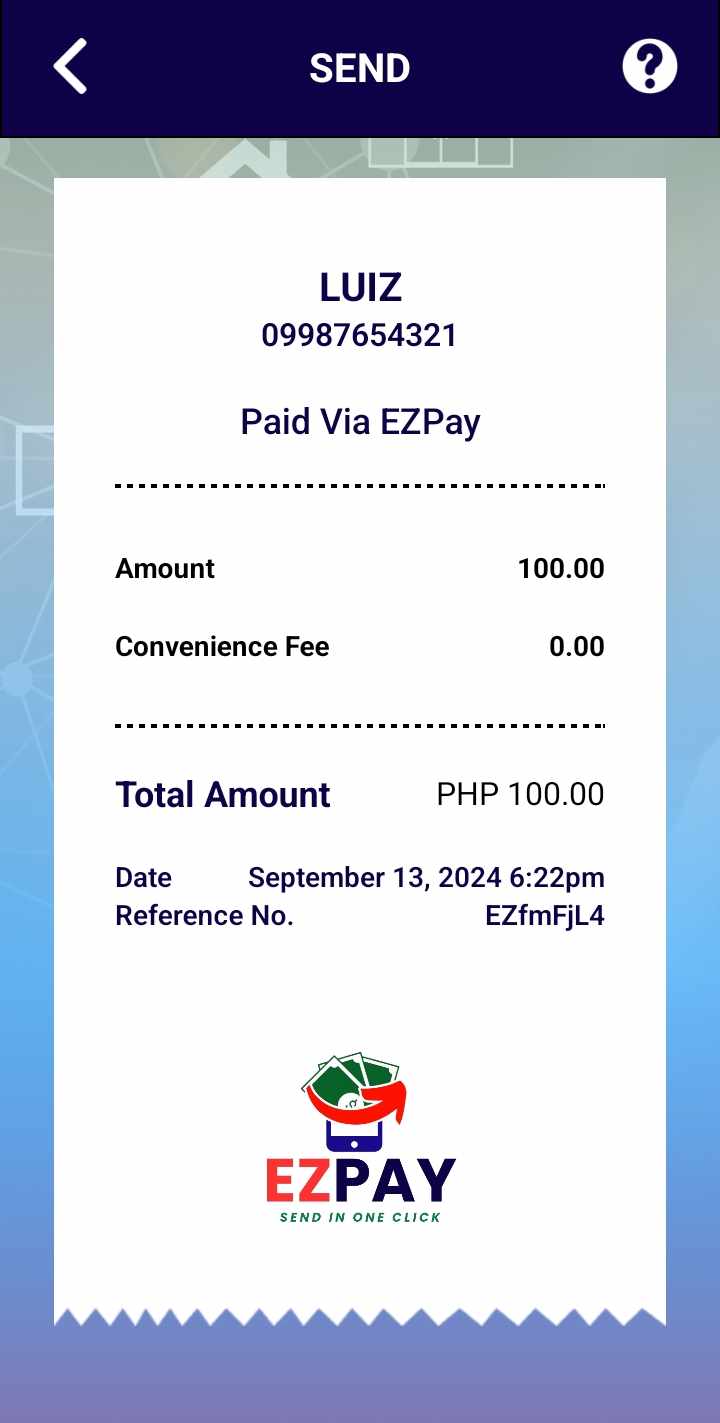 SEND
LUIZ
09987654321
Paid Via EZPay
Amount 100.00
Convenience Fee 0.00
Total Amount PHP 100.00
Date September 13, 2024 6:22pm
Reference No. EZfmFjL4
EZPAY
SEND IN ONE CLICK